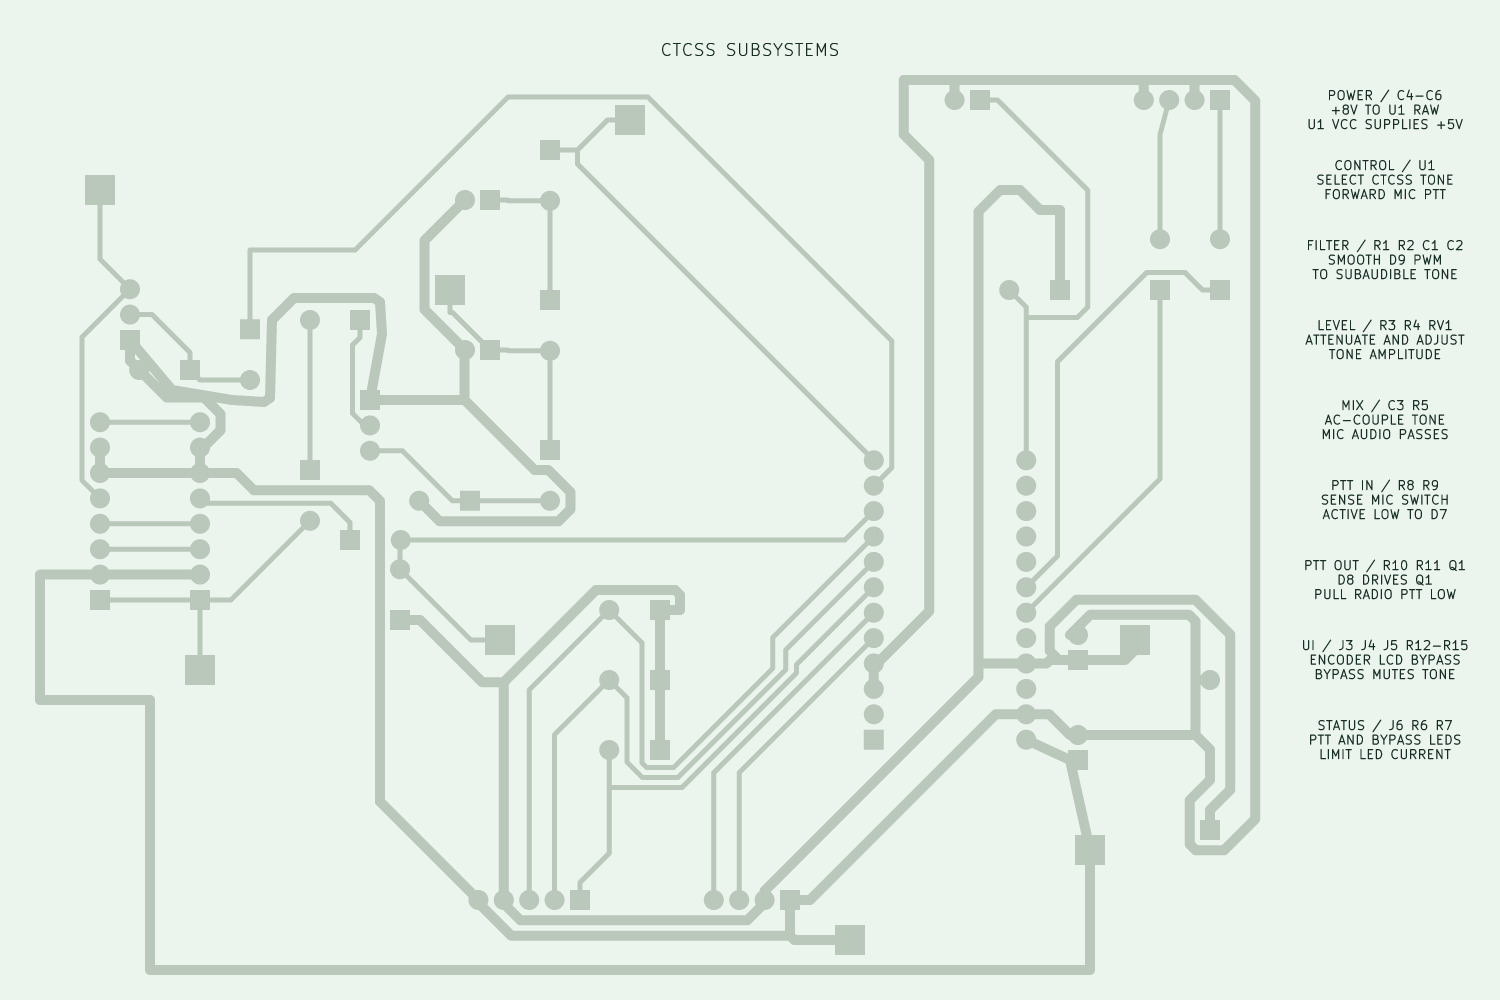 CTCSS SUBSYSTEMS
POWER / C4-C6
+8V TO U1 RAW
U1 VCC SUPPLIES +5V
CONTROL / U1
SELECT CTCSS TONE
FORWARD MIC PTT
FILTER / R1 R2 C1 C2
SMOOTH D9 PWM
TO SUBAUDIBLE TONE
LEVEL / R3 R4 RV1
ATTENUATE AND ADJUST
TONE AMPLITUDE
MIX / C3 R5
AC-COUPLE TONE
MIC AUDIO PASSES
PTT IN / R8 R9
SENSE MIC SWITCH
ACTIVE LOW TO D7
PTT OUT / R10 R11 Q1
D8 DRIVES Q1
PULL RADIO PTT LOW
UI / J3 J4 J5 R12-R15
ENCODER LCD BYPASS
BYPASS MUTES TONE
STATUS / J6 R6 R7
PTT AND BYPASS LEDS
LIMIT LED CURRENT